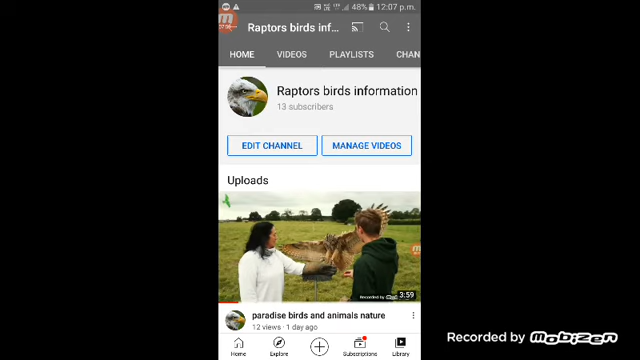 48% 12:07 p.m.
Raptors birds inf...
HOME VIDEOS PLAYLISTS CHAN
Raptors birds information
13 subscribers
EDIT CHANNEL MANAGE VIDEOS
Uploads
Recorded by
3:59
paradise birds and animals nature
12 views · 1 day ago
Home Explore Subscriptions Library
Recorded by mobizen